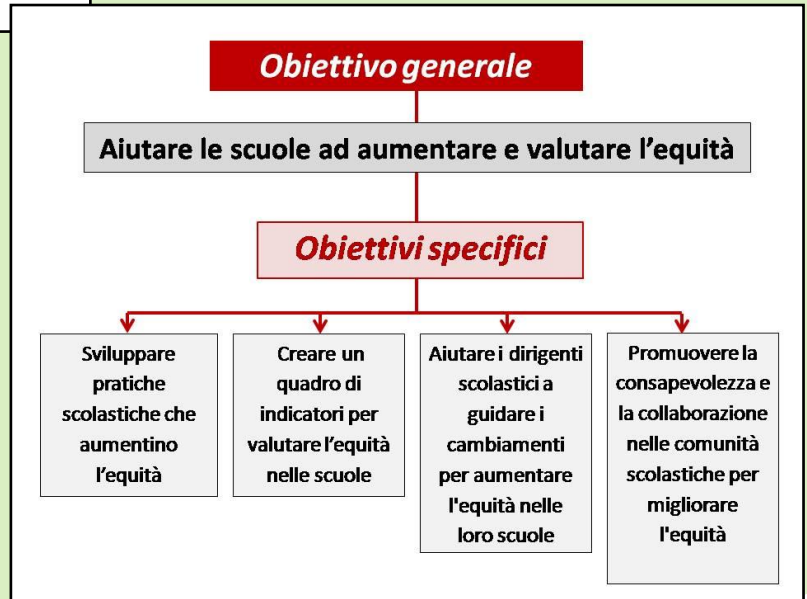 Obiettivo generale
Aiutare le scuole ad aumentare e valutare l’equità
Obiettivi specifici
Sviluppare
pratiche
scolastiche che
aumentino
l’equità
Creare un
quadro di
indicatori per
valutare l’equità
nelle scuole
Aiutare i dirigenti
scolastici a
guidare i
cambiamenti
per aumentare
l'equità nelle
loro scuole
Promuovere la
consapevolezza e
la collaborazione
nelle comunità
scolastiche per
migliorare
l'equità